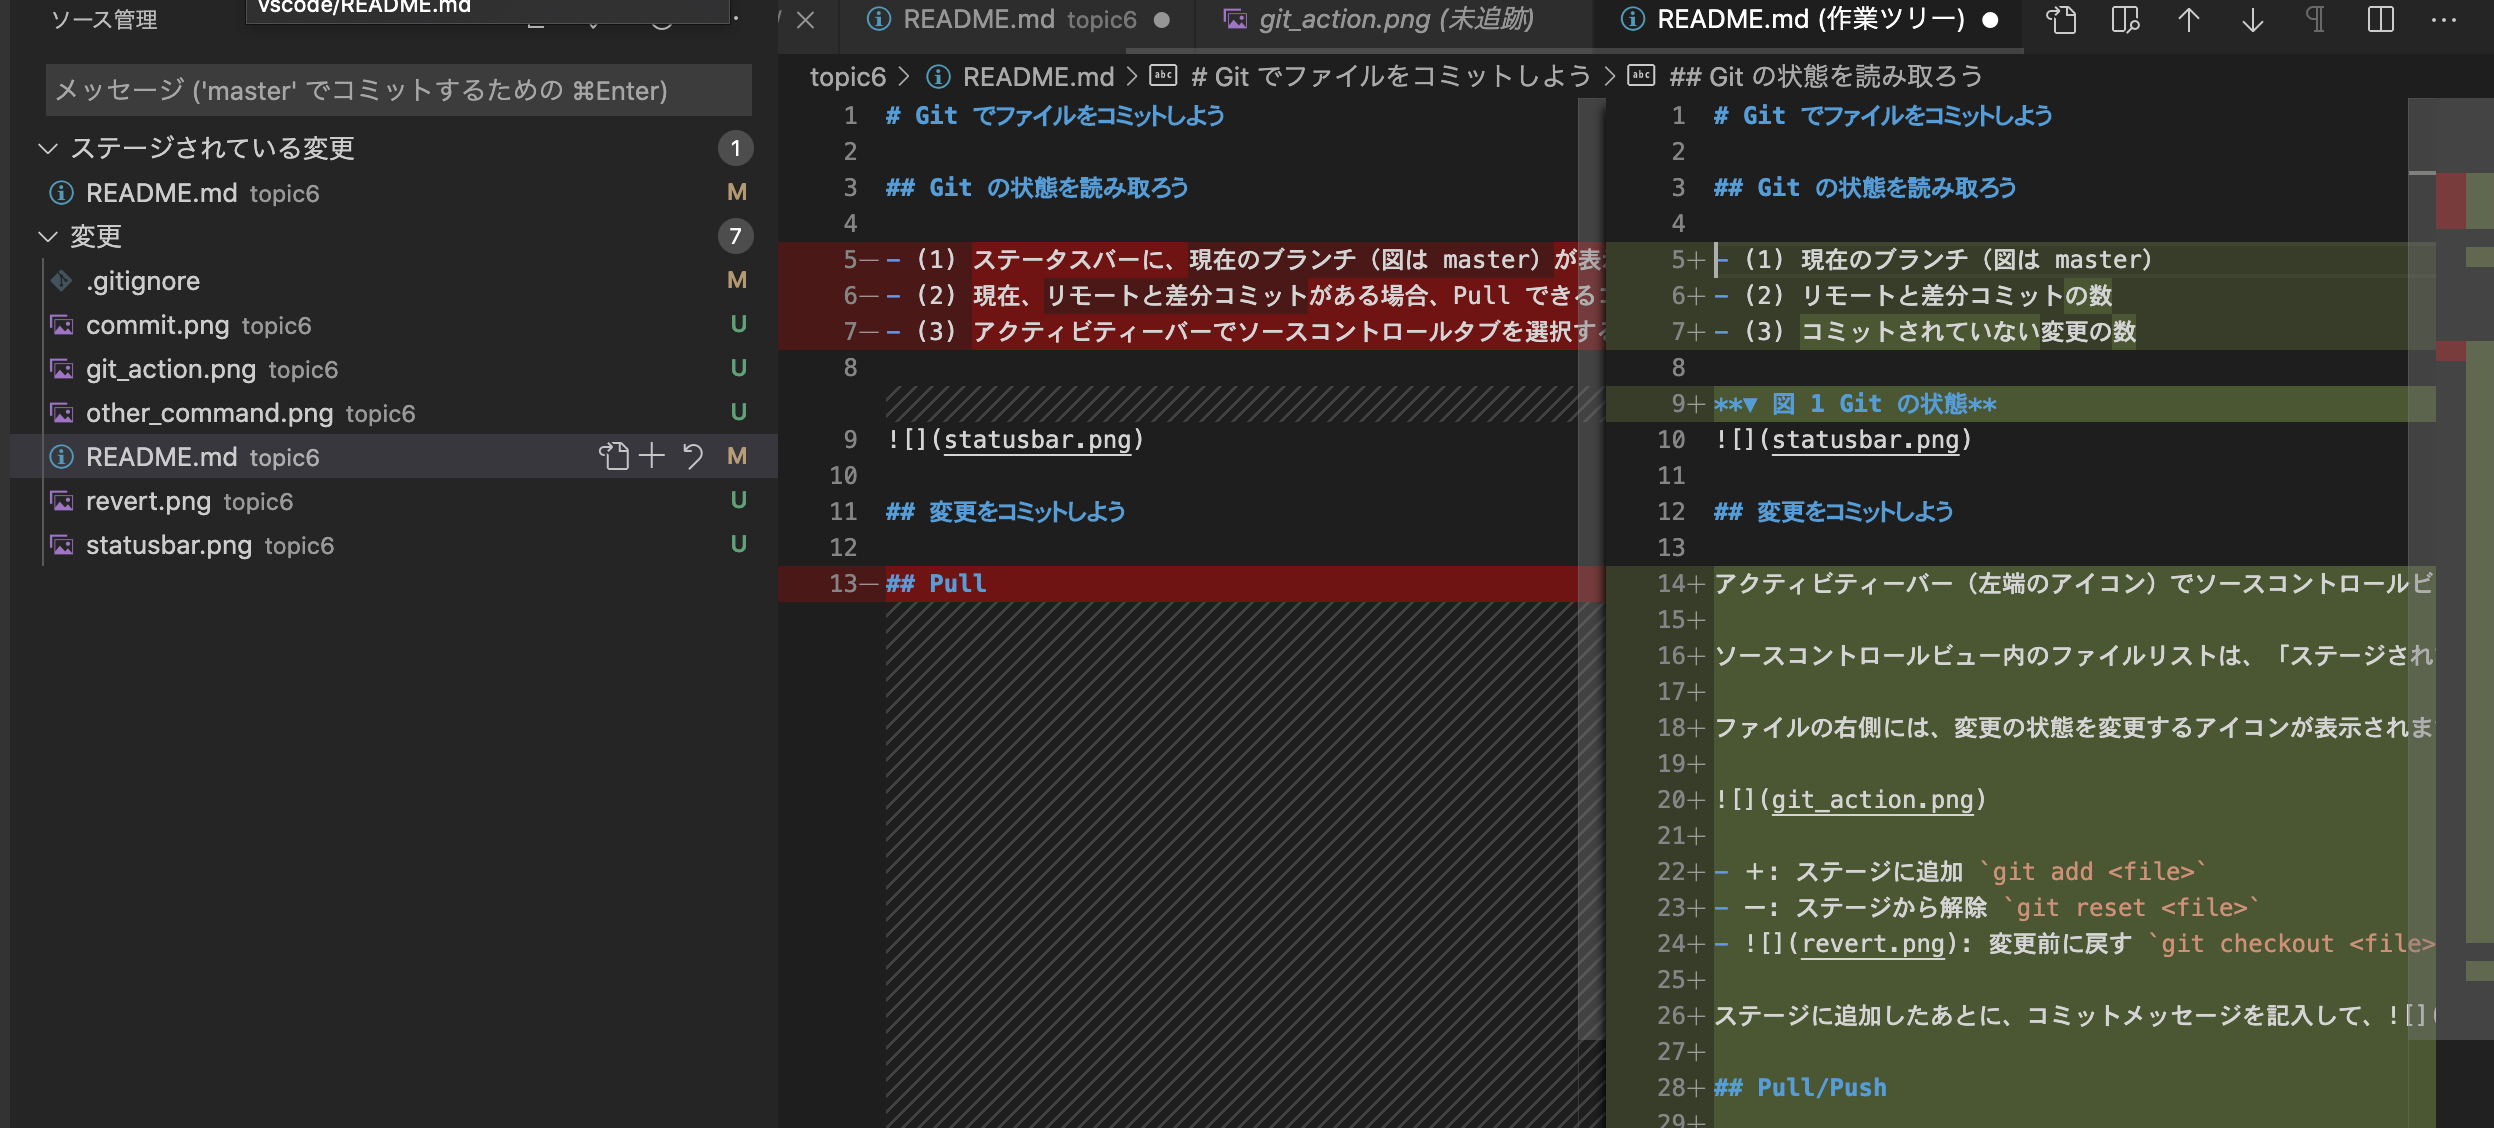 ソース管理
vscode/README.md
メッセージ ('master' でコミットするための ⌘Enter)
ステージされている変更 1
README.md topic6 M
変更 7
.gitignore M
commit.png topic6 U
git_action.png topic6 U
other_command.png topic6 U
README.md topic6 M
revert.png topic6 U
statusbar.png topic6 U
README.md topic6
git_action.png (未追跡)
README.md (作業ツリー)
topic6 > README.md > # Git でファイルをコミットしよう > ## Git の状態を読み取ろう
1 # Git でファイルをコミットしよう
2
3 ## Git の状態を読み取ろう
4
5— - (1) ステータスバーに、現在のブランチ（図は master）が表
6— - (2) 現在、リモートと差分コミットがある場合、Pull できる
7— - (3) アクティビティーバーでソースコントロールタブを選択す
8
9 ![](statusbar.png)
10
11 ## 変更をコミットしよう
12
13— ## Pull
1 # Git でファイルをコミットしよう
2
3 ## Git の状態を読み取ろう
4
5+ - (1) 現在のブランチ（図は master）
6+ - (2) リモートと差分コミットの数
7+ - (3) コミットされていない変更の数
8
9+ **▼ 図 1 Git の状態**
10 ![](statusbar.png)
11
12 ## 変更をコミットしよう
13
14+ アクティビティーバー（左端のアイコン）でソースコントロールビ
15+
16+ ソースコントロールビュー内のファイルリストは、「ステージされ
17+
18+ ファイルの右側には、変更の状態を変更するアイコンが表示されま
19+
20+ ![](git_action.png)
21+
22+ - ＋: ステージに追加 `git add <file>`
23+ - ー: ステージから解除 `git reset <file>`
24+ - ![](revert.png): 変更前に戻す `git checkout <file>
25+
26+ ステージに追加したあとに、コミットメッセージを記入して、![](
27+
28+ ## Pull/Push
29+